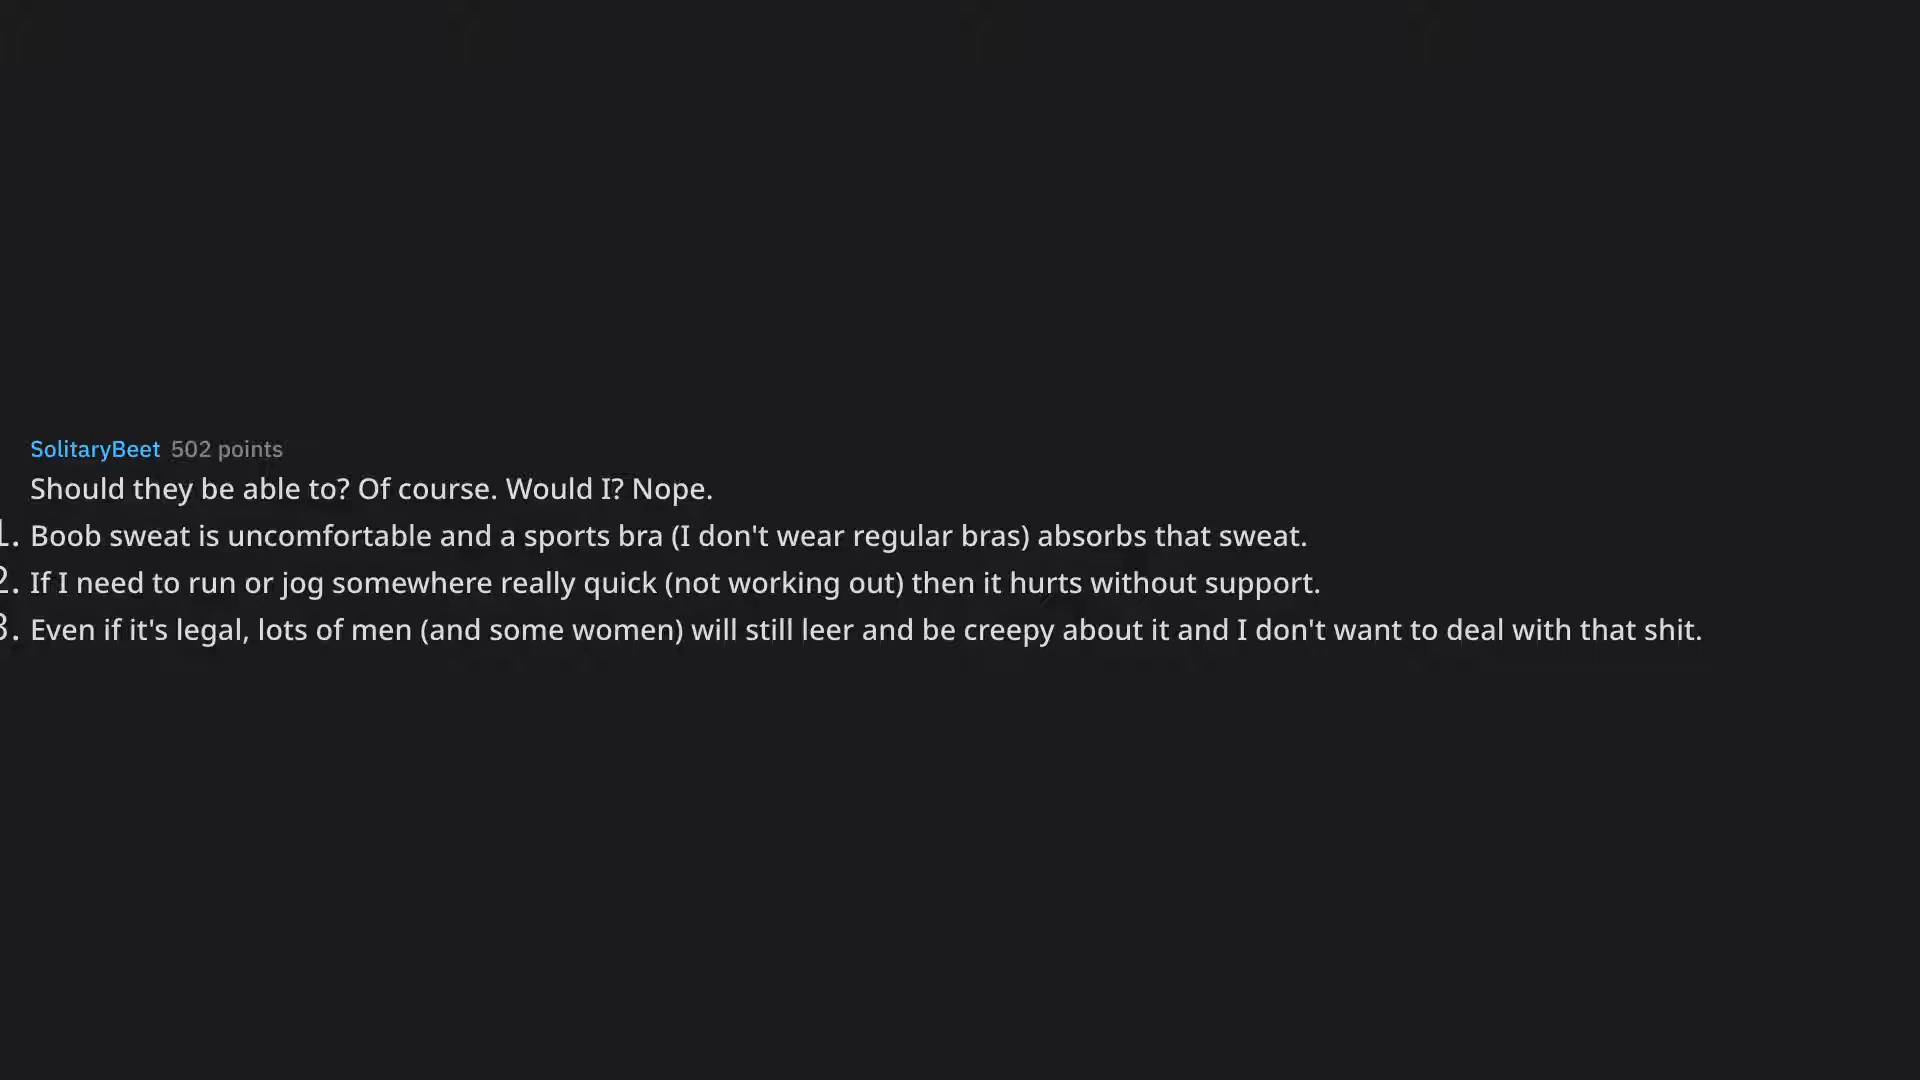 SolitaryBeet 502 points
Should they be able to? Of course. Would I? Nope.
1. Boob sweat is uncomfortable and a sports bra (I don't wear regular bras) absorbs that sweat.
2. If I need to run or jog somewhere really quick (not working out) then it hurts without support.
3. Even if it's legal, lots of men (and some women) will still leer and be creepy about it and I don't want to deal with that shit.